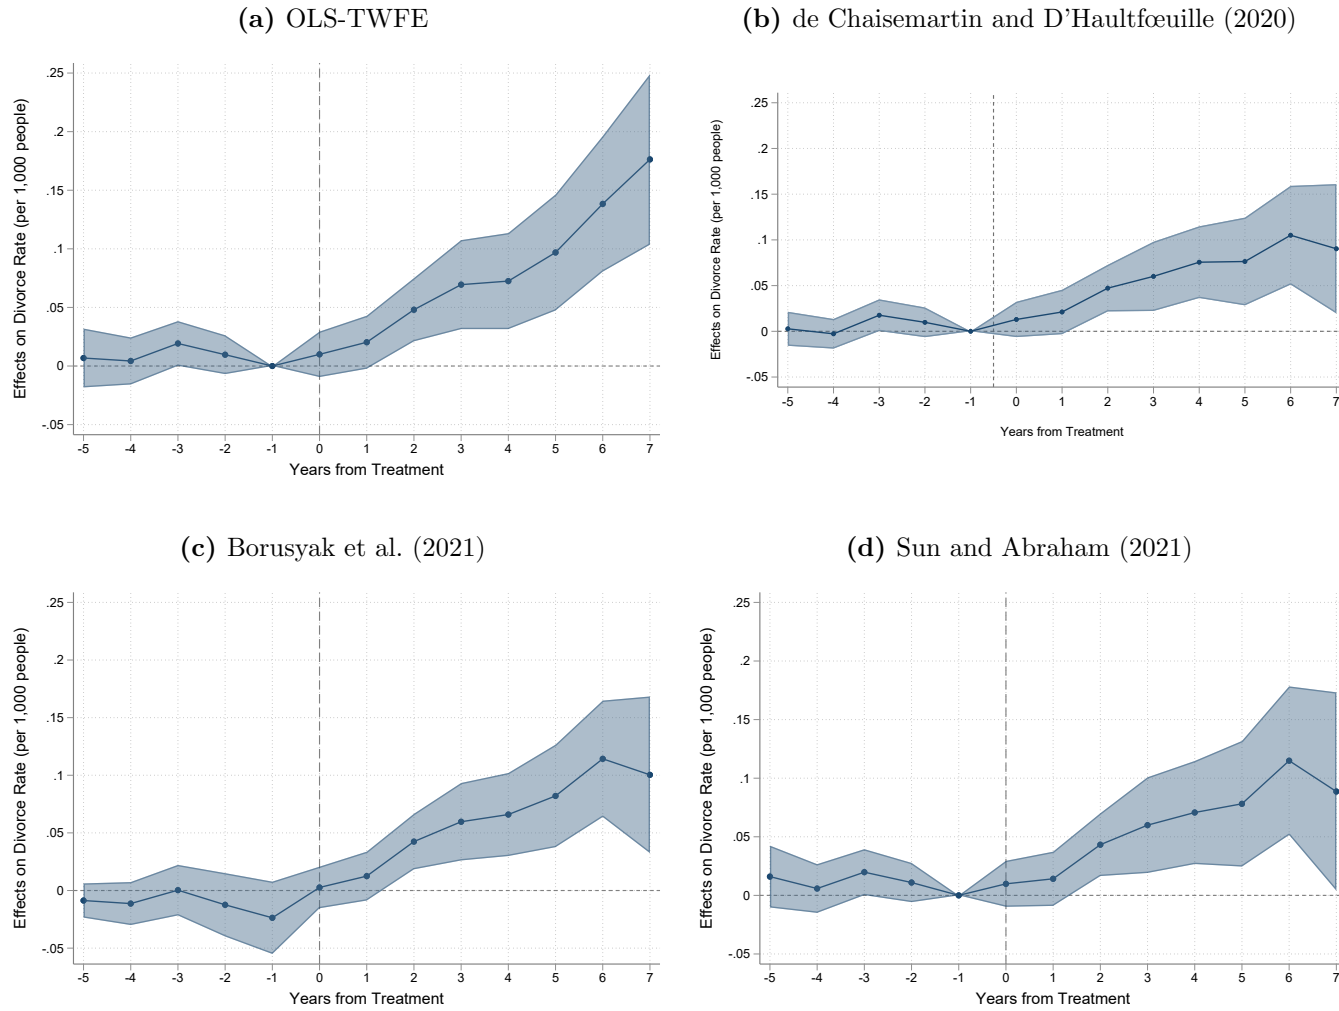 (a) OLS-TWFE
Effects on Divorce Rate (per 1,000 people)
.25
.2
.15
.1
.05
0
-.05
-5 -4 -3 -2 -1 0 1 2 3 4 5 6 7
Years from Treatment
(b) de Chaisemartin and D'Haultfœuille (2020)
Effects on Divorce Rate (per 1,000 people)
.25
.2
.15
.1
.05
0
-.05
-5 -4 -3 -2 -1 0 1 2 3 4 5 6 7
Years from Treatment
(c) Borusyak et al. (2021)
Effects on Divorce Rate (per 1,000 people)
.25
.2
.15
.1
.05
0
-.05
-5 -4 -3 -2 -1 0 1 2 3 4 5 6 7
Years from Treatment
(d) Sun and Abraham (2021)
Effects on Divorce Rate (per 1,000 people)
.25
.2
.15
.1
.05
0
-.05
-5 -4 -3 -2 -1 0 1 2 3 4 5 6 7
Years from Treatment